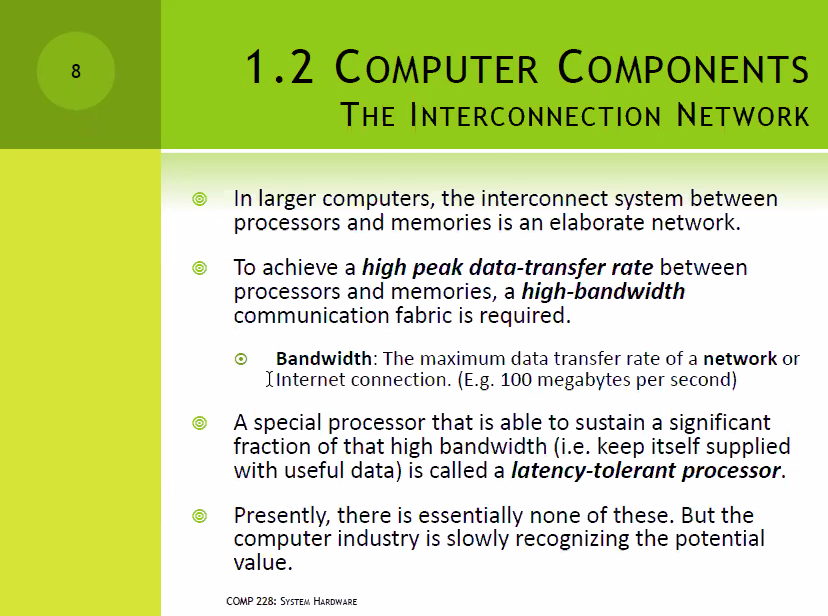 8
1.2 Computer Components
The Interconnection Network
In larger computers, the interconnect system between
processors and memories is an elaborate network.
To achieve a high peak data-transfer rate between
processors and memories, a high-bandwidth
communication fabric is required.
Bandwidth: The maximum data transfer rate of a network or
Internet connection. (E.g. 100 megabytes per second)
A special processor that is able to sustain a significant
fraction of that high bandwidth (i.e. keep itself supplied
with useful data) is called a latency-tolerant processor.
Presently, there is essentially none of these. But the
computer industry is slowly recognizing the potential
value.
COMP 228: System Hardware